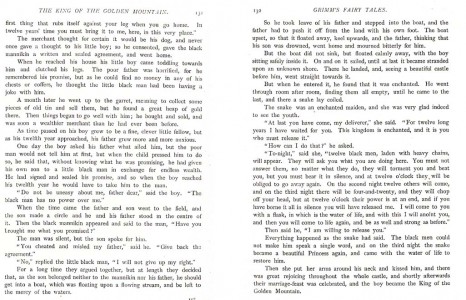 THE KING OF THE GOLDEN MOUNTAIN. 131
first thing that rubs itself against your leg when you go home. In
twelve years' time you must bring it to me, here, in this very place."
The merchant thought for certain it would be his dog, and never
once gave a thought to his little boy; so he consented, gave the black
mannikin a written and sealed agreement, and went home.
When he reached his house his little boy came toddling towards
him and clutched his legs. The poor father was horrified, for he
remembered his promise, but as he could find no money in any of his
chests or coffers, he thought the little black man had been having a
joke with him.
A month later he went up to the garret, meaning to collect some
pieces of old tin and sell them, but he found a great heap of gold
there. Then things began to go well with him; he bought and sold, and
was soon a wealthier merchant than he had ever been before.
As time passed on his boy grew to be a fine, clever little fellow, but
as his twelfth year approached, his father grew more and more anxious.
One day the boy asked his father what ailed him, but the poor
man would not tell him at first, but when the child pressed him to do
so, he said that, without knowing what he was promising, he had given
his own son to a little black man in exchange for endless wealth.
He had signed and sealed his promise, and so when the boy reached
his twelfth year he would have to take him to the man.
"Do not be uneasy about me, father dear," said the boy. "The
black man has no power over me."
When the time came the father and son went to the field, and
the son made a circle and he and his father stood in the centre of
it. Then the black mannikin appeared and said to the man, "Have you
brought me what you promised?"
The man was silent, but the son spoke for him.
"You cheated and misled my father," said he. "Give back the
agreement."
"No," replied the little black man, "I will not give up my right."
For a long time they argued together, but at length they decided
that, as the son belonged neither to the mannikin nor his father, he should
get into a boat, which was floating upon a flowing stream, and be left to
the mercy of the waters.
132 GRIMM'S FAIRY TALES.
So he took leave of his father and stepped into the boat, and the
father had to push it off from the land with his own foot. The boat
upset, so that it floated away, keel upwards, and the father, thinking that
his son was drowned, went home and mourned bitterly for him.
But the boat did not sink, but floated calmly away, with the boy
sitting safely inside it. On and on it sailed, until at last it became stranded
upon an unknown shore. There he landed, and, seeing a beautiful castle
before him, went straight towards it.
But when he entered it, he found that it was enchanted. He went
through room after room, finding them all empty, until he came to the
last, and there a snake lay coiled.
The snake was an enchanted maiden, and she was very glad indeed
to see the youth.
"At last you have come, my deliverer," she said. "For twelve long
years I have waited for you. This kingdom is enchanted, and it is you
who must release it."
"How can I do that?" he asked.
"To-night," said she, "twelve black men, laden with heavy chains,
will appear. They will ask you what you are doing here. You must not
answer them, no matter what they do, they will torment you and beat
you, but you must bear it in silence, and at twelve o'clock they will be
obliged to go away again. On the second night twelve others will come,
and on the third night there will be four-and-twenty, and they will chop
off your head, but at twelve o'clock their power is at an end, and if you
have borne it all in silence you will have released me. I will come to you
with a flask, in which is the water of life, and with this I will anoint you,
and then you will come to life again, and be as well and strong as before."
Then said he, "I am willing to release you."
Everything happened as the snake had said. The black men could
not make him speak a single word, and on the third night the snake
became a beautiful Princess again, and came with the water of life to
restore him.
Then she put her arms around his neck and kissed him, and there
was great rejoicing throughout the whole castle, and shortly afterwards
their marriage-feast was celebrated, and the boy became the King of the
Golden Mountain.